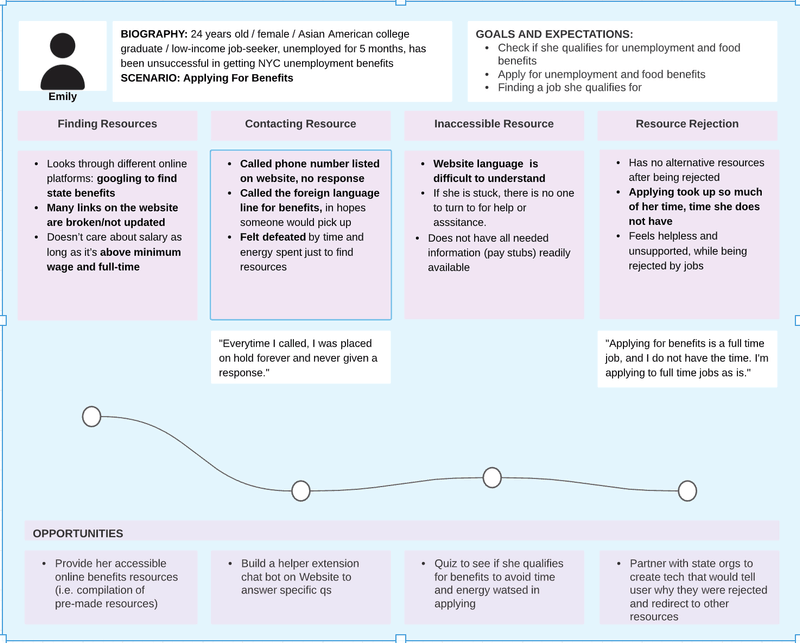 BIOGRAPHY: 24 years old / female / Asian American college
graduate / low-income job-seeker, unemployed for 5 months, has
been unsuccessful in getting NYC unemployment benefits
SCENARIO: Applying For Benefits
Emily
GOALS AND EXPECTATIONS:
• Check if she qualifies for unemployment and food
benefits
• Apply for unemployment and food benefits
• Finding a job she qualifies for
Finding Resources
Contacting Resource
Inaccessible Resource
Resource Rejection
• Looks through different online
platforms: googling to find
state benefits
• Many links on the website
are broken/not updated
• Doesn't care about salary as
long as it's above minimum
wage and full-time
• Called phone number listed
on website, no response
• Called the foreign language
line for benefits, in hopes
someone would pick up
• Felt defeated by time and
energy spent just to find
resources
• Website language is
difficult to understand
• If she is stuck, there is no one
to turn to for help or
asssitance.
• Does not have all needed
information (pay stubs) readily
available
• Has no alternative resources
after being rejected
• Applying took up so much
of her time, time she does
not have
• Feels helpless and
unsupported, while being
rejected by jobs
"Everytime I called, I was placed
on hold forever and never given a
response."
"Applying for benefits is a full time
job, and I do not have the time. I'm
applying to full time jobs as is."
OPPORTUNITIES
• Provide her accessible
online benefits resources
(i.e. compilation of
pre-made resources)
• Build a helper extension
chat bot on Website to
answer specific qs
• Quiz to see if she qualifies
for benefits to avoid time
and energy watsed in
applying
• Partner with state orgs to
create tech that would tell
user why they were rejected
and redirect to other
resources